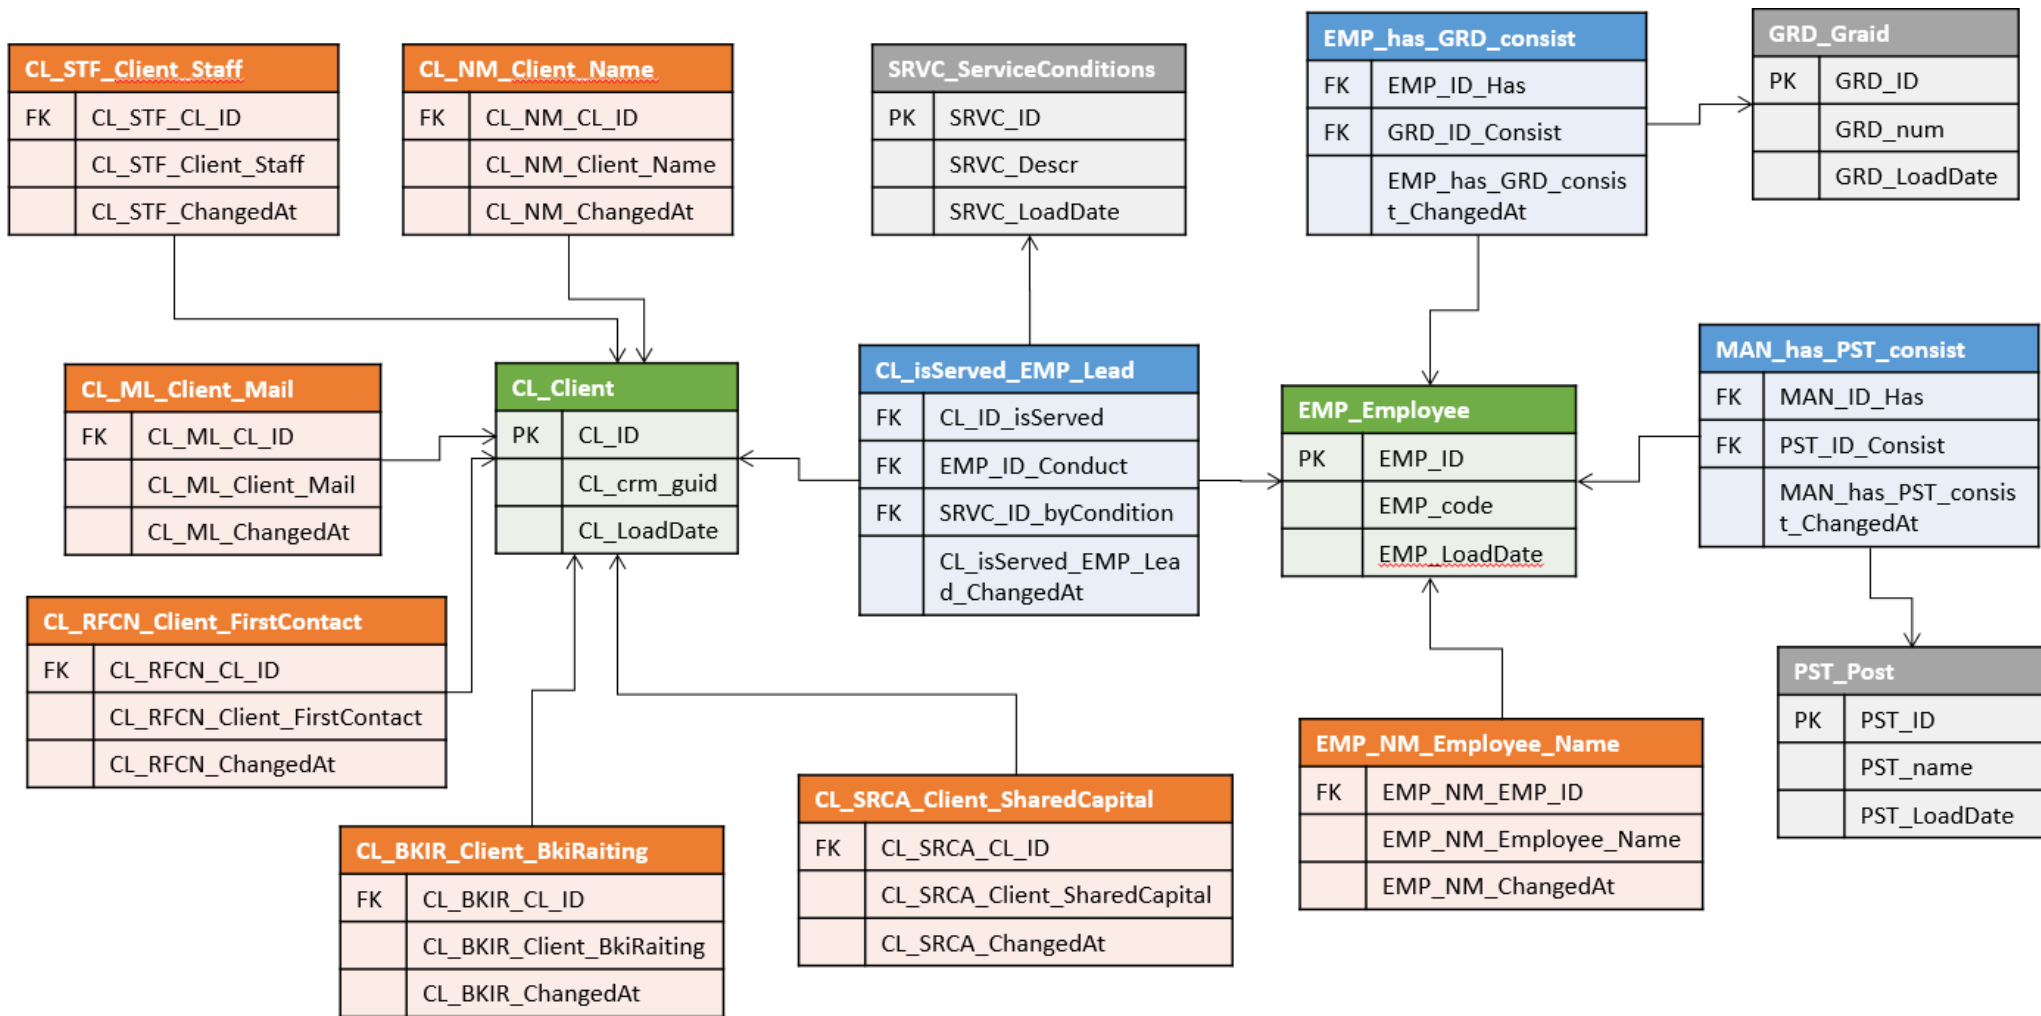 CL_STF_Client_Staff
FK CL_STF_CL_ID
CL_STF_Client_Staff
CL_STF_ChangedAt
CL_NM_Client_Name
FK CL_NM_CL_ID
CL_NM_Client_Name
CL_NM_ChangedAt
SRVC_ServiceConditions
PK SRVC_ID
SRVC_Descr
SRVC_LoadDate
EMP_has_GRD_consist
FK EMP_ID_Has
FK GRD_ID_Consist
EMP_has_GRD_consis
t_ChangedAt
GRD_Graid
PK GRD_ID
GRD_num
GRD_LoadDate
CL_ML_Client_Mail
FK CL_ML_CL_ID
CL_ML_Client_Mail
CL_ML_ChangedAt
CL_Client
PK CL_ID
CL_crm_guid
CL_LoadDate
CL_isServed_EMP_Lead
FK CL_ID_isServed
FK EMP_ID_Conduct
FK SRVC_ID_byCondition
CL_isServed_EMP_Lea
d_ChangedAt
EMP_Employee
PK EMP_ID
EMP_code
EMP_LoadDate
MAN_has_PST_consist
FK MAN_ID_Has
FK PST_ID_Consist
MAN_has_PST_consis
t_ChangedAt
CL_RFCN_Client_FirstContact
FK CL_RFCN_CL_ID
CL_RFCN_Client_FirstContact
CL_RFCN_ChangedAt
CL_BKIR_Client_BkiRaiting
FK CL_BKIR_CL_ID
CL_BKIR_Client_BkiRaiting
CL_BKIR_ChangedAt
CL_SRCA_Client_SharedCapital
FK CL_SRCA_CL_ID
CL_SRCA_Client_SharedCapital
CL_SRCA_ChangedAt
EMP_NM_Employee_Name
FK EMP_NM_EMP_ID
EMP_NM_Employee_Name
EMP_NM_ChangedAt
PST_Post
PK PST_ID
PST_name
PST_LoadDate